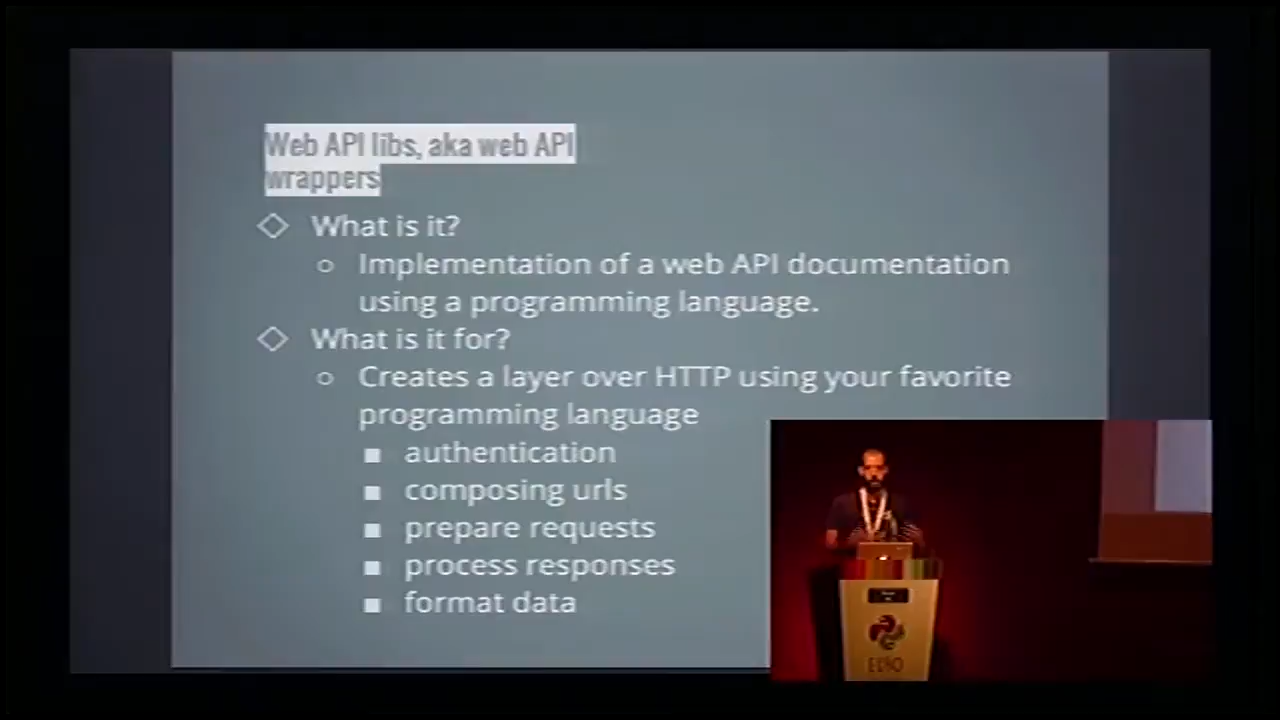 Web API libs, aka web API
wrappers
What is it?
Implementation of a web API documentation
using a programming language.
What is it for?
Creates a layer over HTTP using your favorite
programming language
authentication
composing urls
prepare requests
process responses
format data